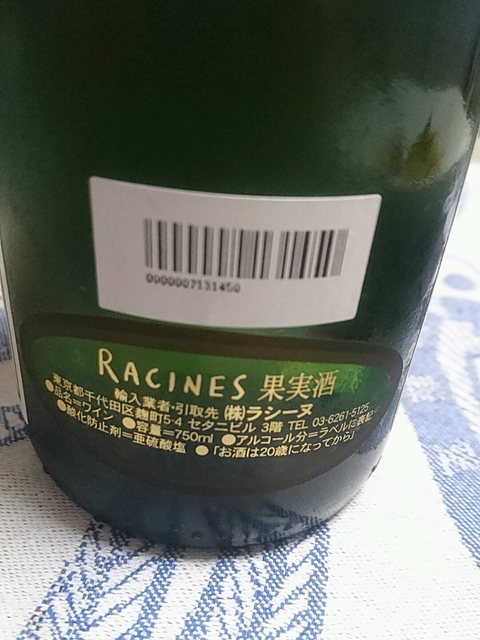 0000007131450
RACINES 果実酒
輸入業者・引取先 (株)ラシーヌ
東京都千代田区麹町5-4 セタニビル 3階 TEL 03-6261-5125
●品名=ワイン ●容量=750ml ●アルコール分=ラベルに表記
●酸化防止剤=亜硫酸塩 ●「お酒は20歳になってから」